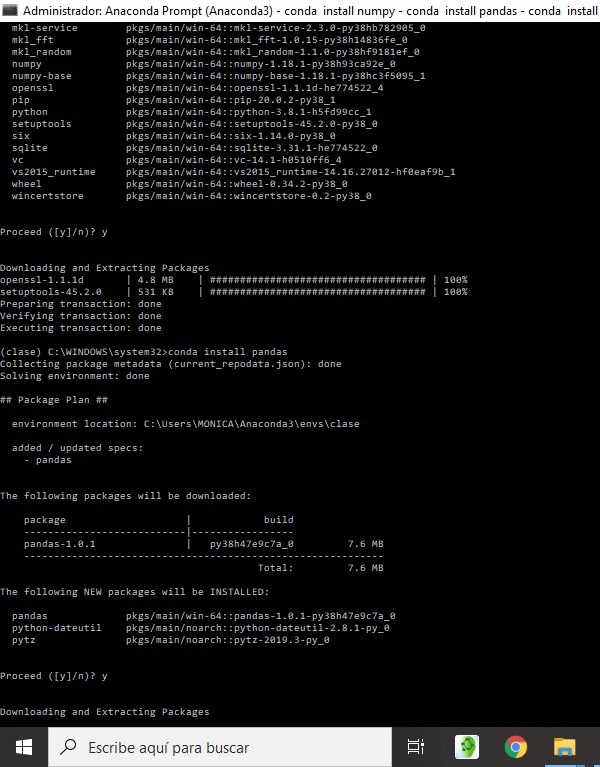 Administrador: Anaconda Prompt (Anaconda3) - conda install numpy - conda install pandas - conda install
mkl-service pkgs/main/win-64::mkl-service-2.3.0-py38hb782905_0
mkl_fft pkgs/main/win-64::mkl_fft-1.0.15-py38h14836fe_0
mkl_random pkgs/main/win-64::mkl_random-1.1.0-py38hf9181ef_0
numpy pkgs/main/win-64::numpy-1.18.1-py38h93ca92e_0
numpy-base pkgs/main/win-64::numpy-base-1.18.1-py38hc3f5095_1
openssl pkgs/main/win-64::openssl-1.1.1d-he774522_4
pip pkgs/main/win-64::pip-20.0.2-py38_1
python pkgs/main/win-64::python-3.8.1-h5fd99cc_1
setuptools pkgs/main/win-64::setuptools-45.2.0-py38_0
six pkgs/main/win-64::six-1.14.0-py38_0
sqlite pkgs/main/win-64::sqlite-3.31.1-he774522_0
vc pkgs/main/win-64::vc-14.1-h0510ff6_4
vs2015_runtime pkgs/main/win-64::vs2015_runtime-14.16.27012-hf0eaf9b_1
wheel pkgs/main/win-64::wheel-0.34.2-py38_0
wincertstore pkgs/main/win-64::wincertstore-0.2-py38_0
Proceed ([y]/n)? y
Downloading and Extracting Packages
openssl-1.1.1d | 4.8 MB | #################################### | 100%
setuptools-45.2.0 | 531 KB | #################################### | 100%
Preparing transaction: done
Verifying transaction: done
Executing transaction: done
(clase) C:\WINDOWS\system32>conda install pandas
Collecting package metadata (current_repodata.json): done
Solving environment: done
## Package Plan ##
environment location: C:\Users\MONICA\Anaconda3\envs\clase
added / updated specs:
- pandas
The following packages will be downloaded:
package | build
---------------------------|-----------------
pandas-1.0.1 | py38h47e9c7a_0 7.6 MB
------------------------------------------------------------
Total: 7.6 MB
The following NEW packages will be INSTALLED:
pandas pkgs/main/win-64::pandas-1.0.1-py38h47e9c7a_0
python-dateutil pkgs/main/noarch::python-dateutil-2.8.1-py_0
pytz pkgs/main/noarch::pytz-2019.3-py_0
Proceed ([y]/n)? y
Downloading and Extracting Packages
Escribe aquí para buscar